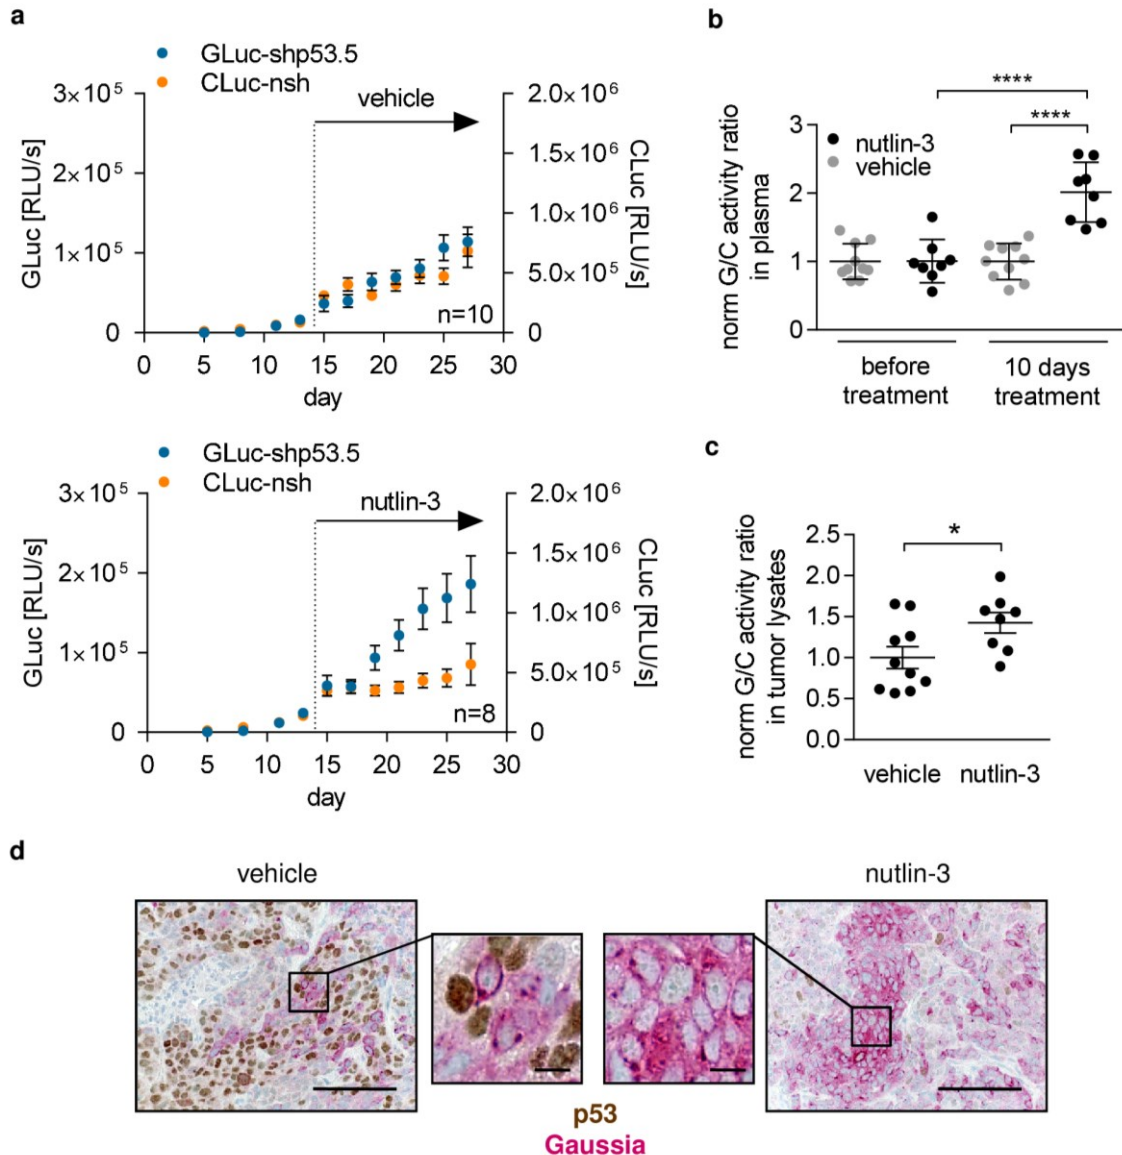 a
GLuc-shp53.5
CLuc-nsh
3×10⁵
2×10⁵
1×10⁵
0
GLuc [RLU/s]
vehicle
2.0×10⁶
1.5×10⁶
1.0×10⁶
5.0×10⁵
0
CLuc [RLU/s]
n=10
0 5 10 15 20 25 30
day
GLuc-shp53.5
CLuc-nsh
3×10⁵
2×10⁵
1×10⁵
0
GLuc [RLU/s]
nutlin-3
2.0×10⁶
1.5×10⁶
1.0×10⁶
5.0×10⁵
0
CLuc [RLU/s]
n=8
0 5 10 15 20 25 30
day
b
norm G/C activity ratio
in plasma
3
2
1
0
nutlin-3
vehicle
****
****
before
treatment
10 days
treatment
c
norm G/C activity ratio
in tumor lysates
2.5
2.0
1.5
1.0
0.5
0.0
*
vehicle nutlin-3
d
vehicle
nutlin-3
p53
Gaussia